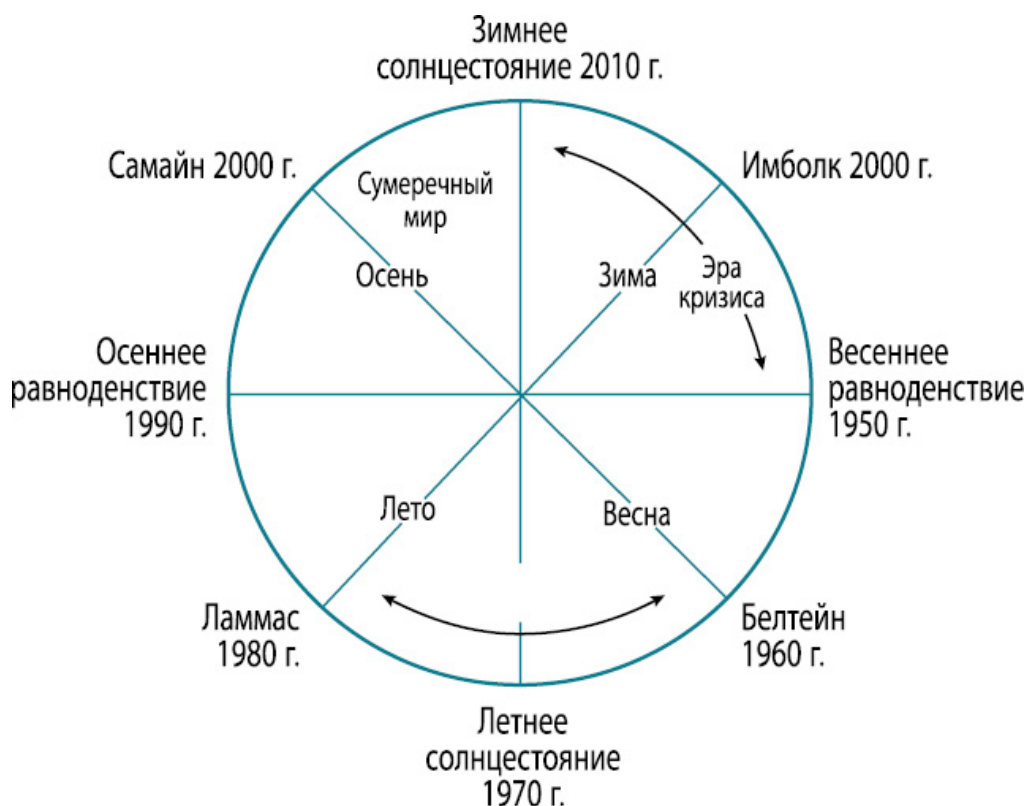 Зимнее
солнцестояние 2010 г.
Самайн 2000 г.
Имболк 2000 г.
Сумеречный
мир
Осень
Зима
Эра
кризиса
Осеннее
равноденствие
1990 г.
Весеннее
равноденствие
1950 г.
Лето
Весна
Ламмас
1980 г.
Белтейн
1960 г.
Летнее
солнцестояние
1970 г.